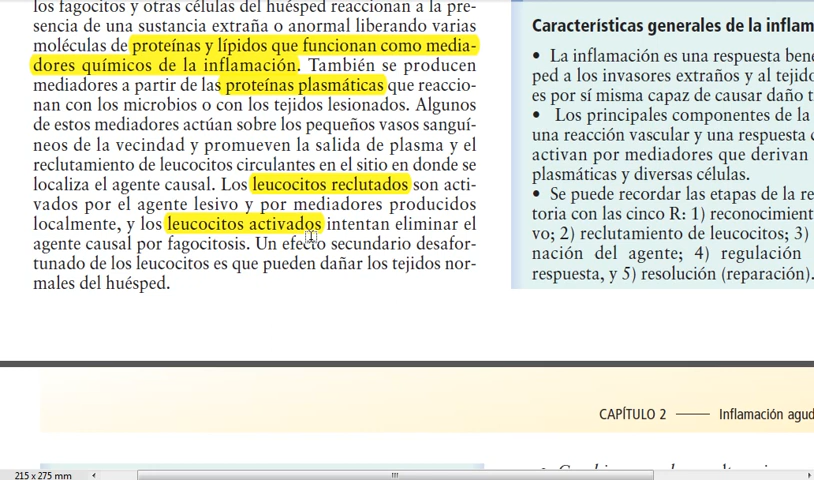 los fagocitos y otras células del huésped reaccionan a la pre-
sencia de una sustancia extraña o anormal liberando varias
moléculas de proteínas y lípidos que funcionan como media-
dores químicos de la inflamación. También se producen
mediadores a partir de las proteínas plasmáticas que reaccio-
nan con los microbios o con los tejidos lesionados. Algunos
de estos mediadores actúan sobre los pequeños vasos sanguí-
neos de la vecindad y promueven la salida de plasma y el
reclutamiento de leucocitos circulantes en el sitio en donde se
localiza el agente causal. Los leucocitos reclutados son acti-
vados por el agente lesivo y por mediadores producidos
localmente, y los leucocitos activados intentan eliminar el
agente causal por fagocitosis. Un efecto secundario desafor-
tunado de los leucocitos es que pueden dañar los tejidos nor-
males del huésped.
Características generales de la inflam
• La inflamación es una respuesta bene
ped a los invasores extraños y al tejido
es por sí misma capaz de causar daño t
• Los principales componentes de la
una reacción vascular y una respuesta c
activan por mediadores que derivan
plasmáticas y diversas células.
• Se puede recordar las etapas de la re
toria con las cinco R: 1) reconocimient
vo; 2) reclutamiento de leucocitos; 3)
nación del agente; 4) regulación
respuesta, y 5) resolución (reparación).
CAPÍTULO 2 Inflamación agud
215 x 275 mm